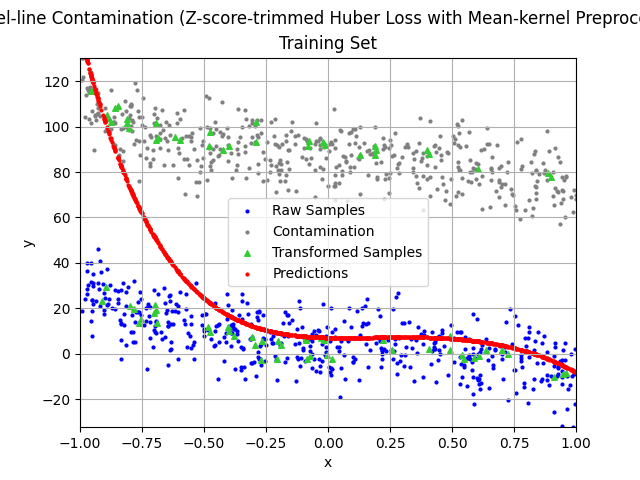 el-line Contamination (Z-score-trimmed Huber Loss with Mean-kernel Preproc
Training Set
120
100
80
60
40
20
0
−20
y
Raw Samples
Contamination
Transformed Samples
Predictions
−1.00 −0.75 −0.50 −0.25 0.00 0.25 0.50 0.75 1.00
x